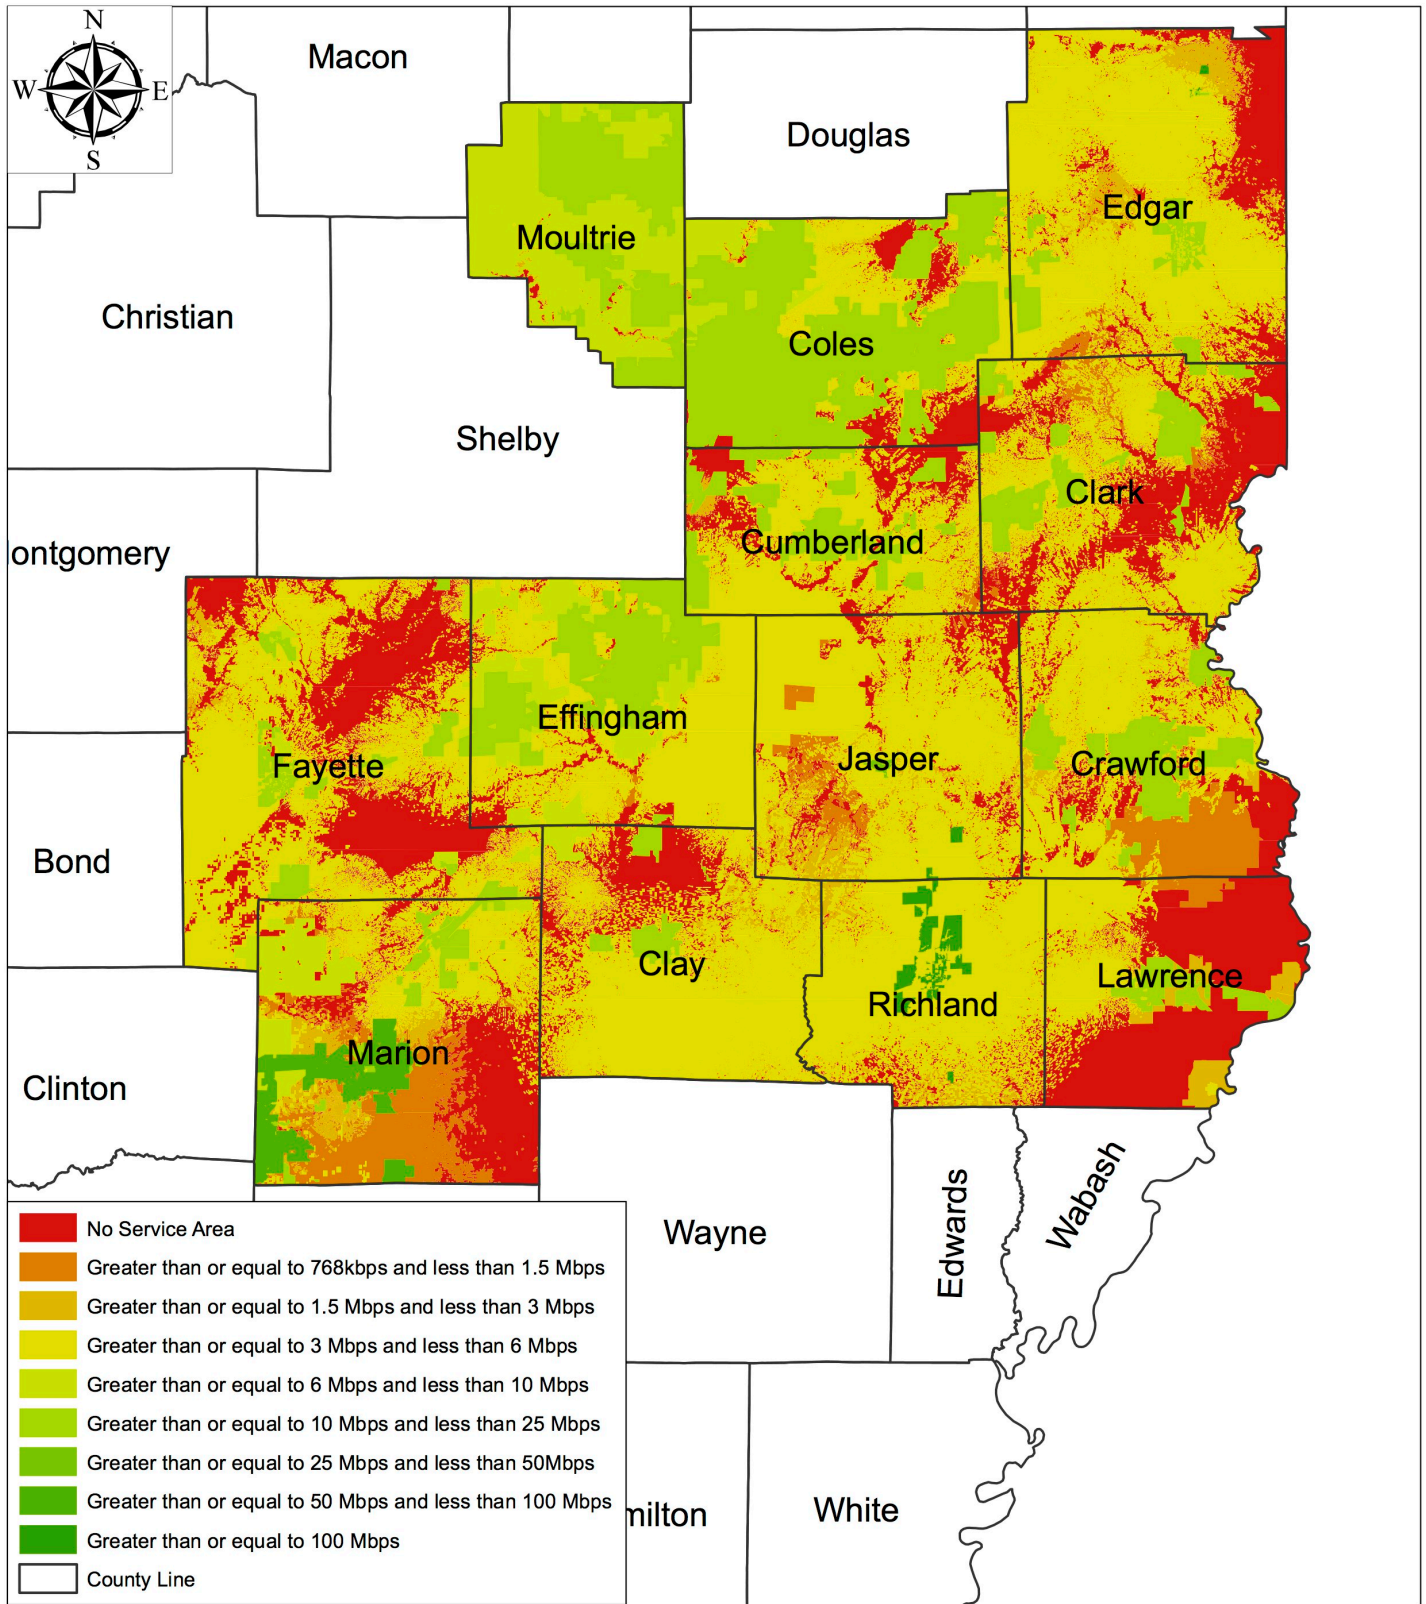 N
W
E
S
Macon
Douglas
Edgar
Moultrie
Christian
Coles
Shelby
Clark
Cumberland
ontgomery
Effingham
Fayette
Jasper
Crawford
Bond
Clay
Lawrence
Richland
Marion
Clinton
Wabash
Edwards
Wayne
No Service Area
Greater than or equal to 768kbps and less than 1.5 Mbps
Greater than or equal to 1.5 Mbps and less than 3 Mbps
Greater than or equal to 3 Mbps and less than 6 Mbps
Greater than or equal to 6 Mbps and less than 10 Mbps
Greater than or equal to 10 Mbps and less than 25 Mbps
Greater than or equal to 25 Mbps and less than 50Mbps
Greater than or equal to 50 Mbps and less than 100 Mbps
milton
White
Greater than or equal to 100 Mbps
County Line